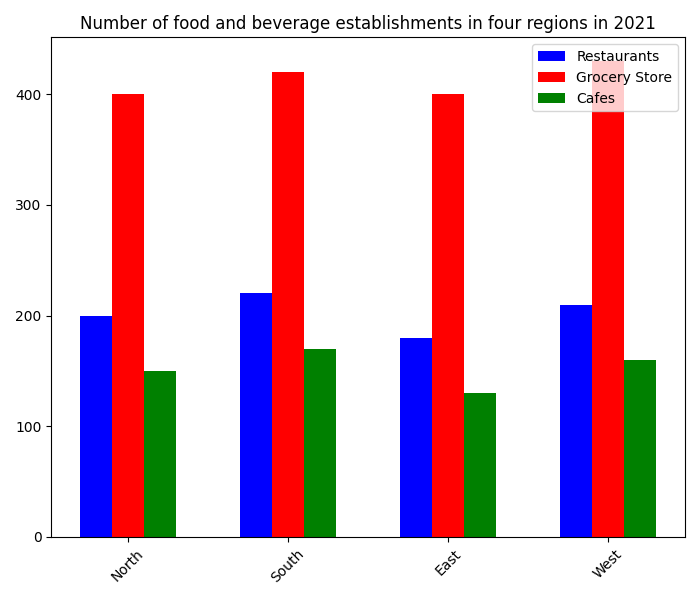 Number of food and beverage establishments in four regions in 2021
Restaurants
Grocery Store
Cafes
400
300
200
100
0
North
South
East
West